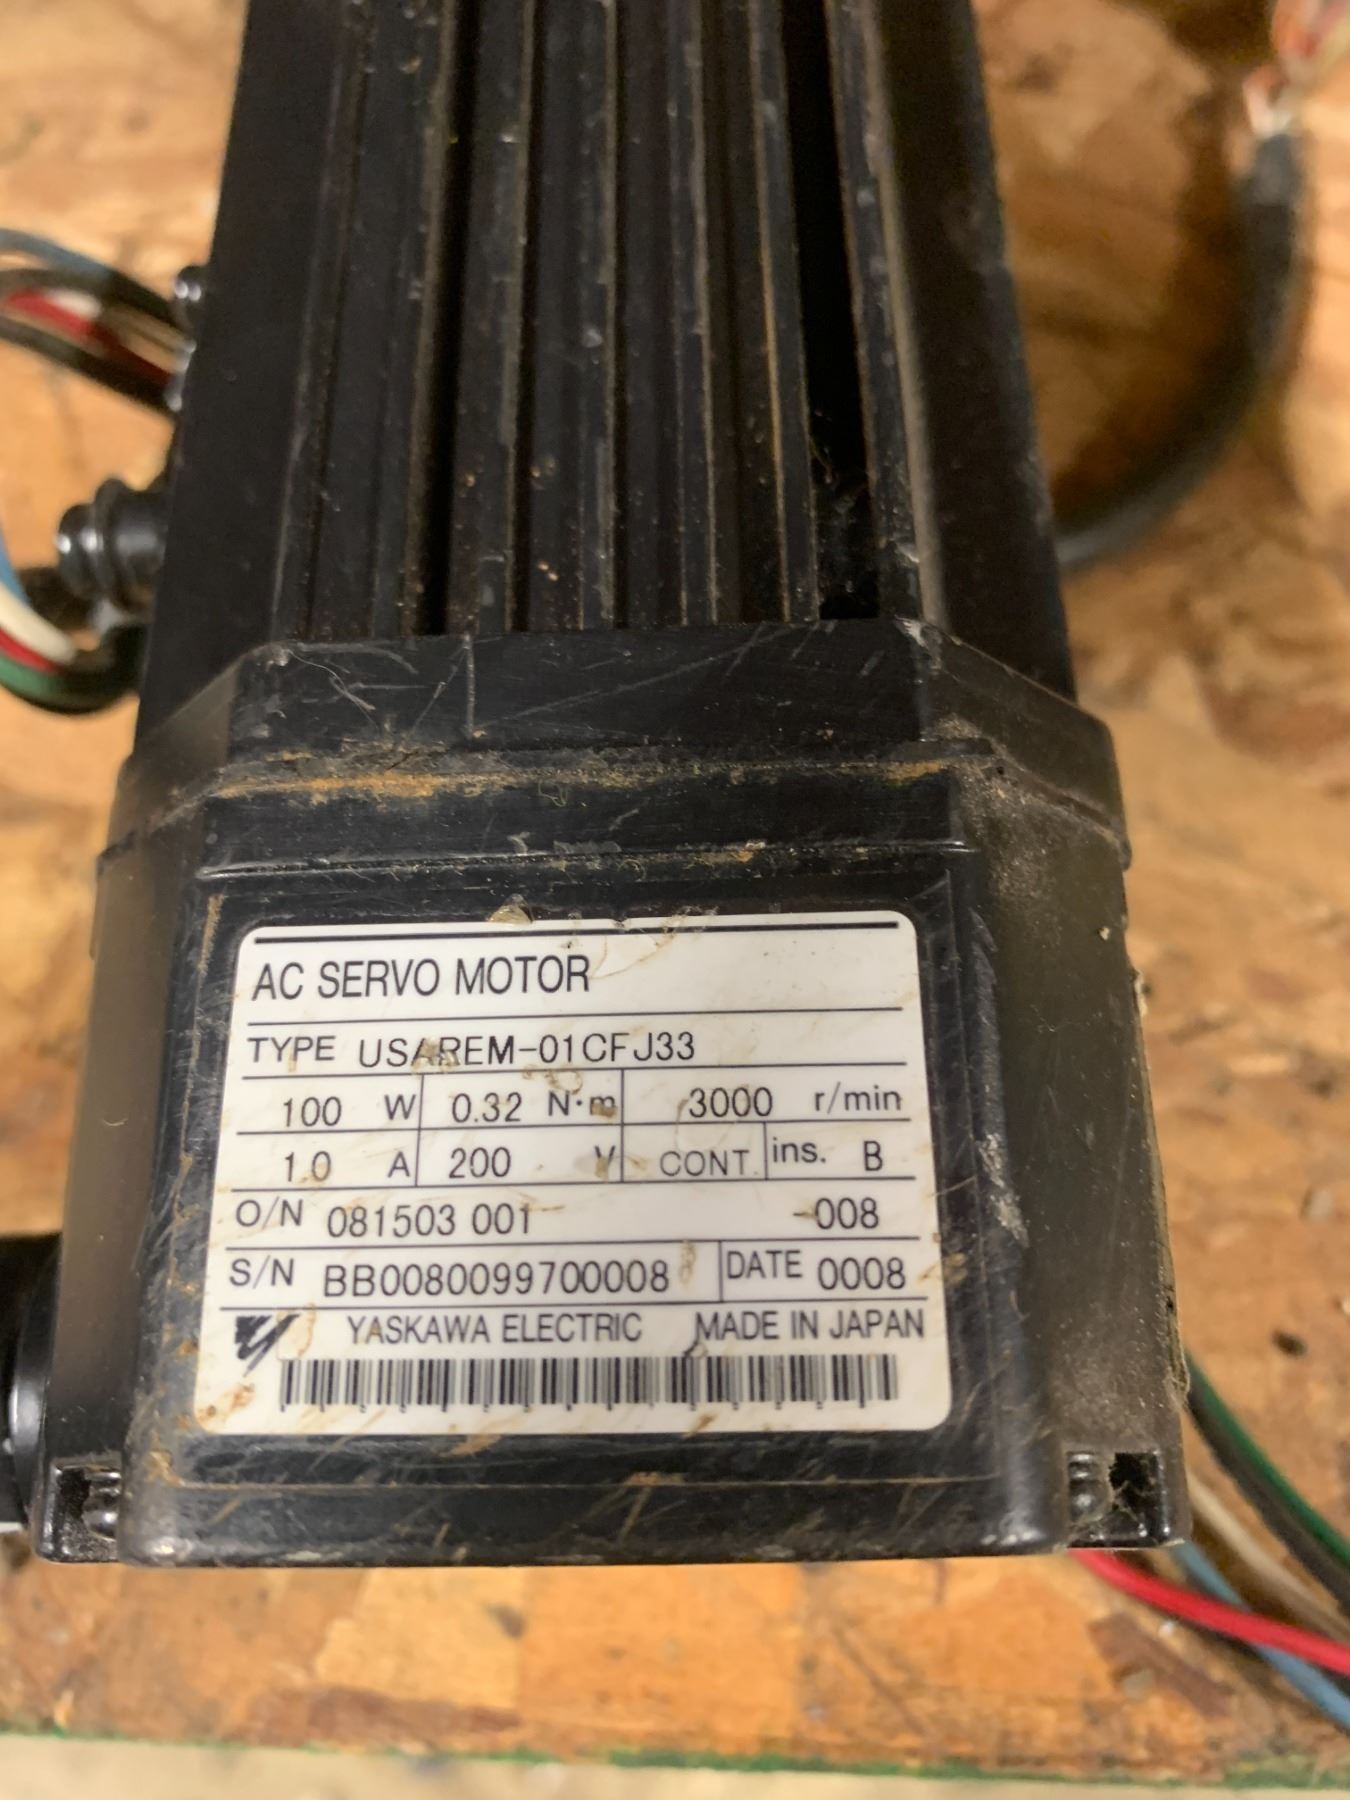 AC SERVO MOTOR
TYPE USAREM-01CFJ33
100 W 0.32 N·m 3000 r/min
1.0 A 200 V CONT. ins. B
O/N 081503 001 -008
S/N BB0080099700008 DATE 0008
YASKAWA ELECTRIC MADE IN JAPAN